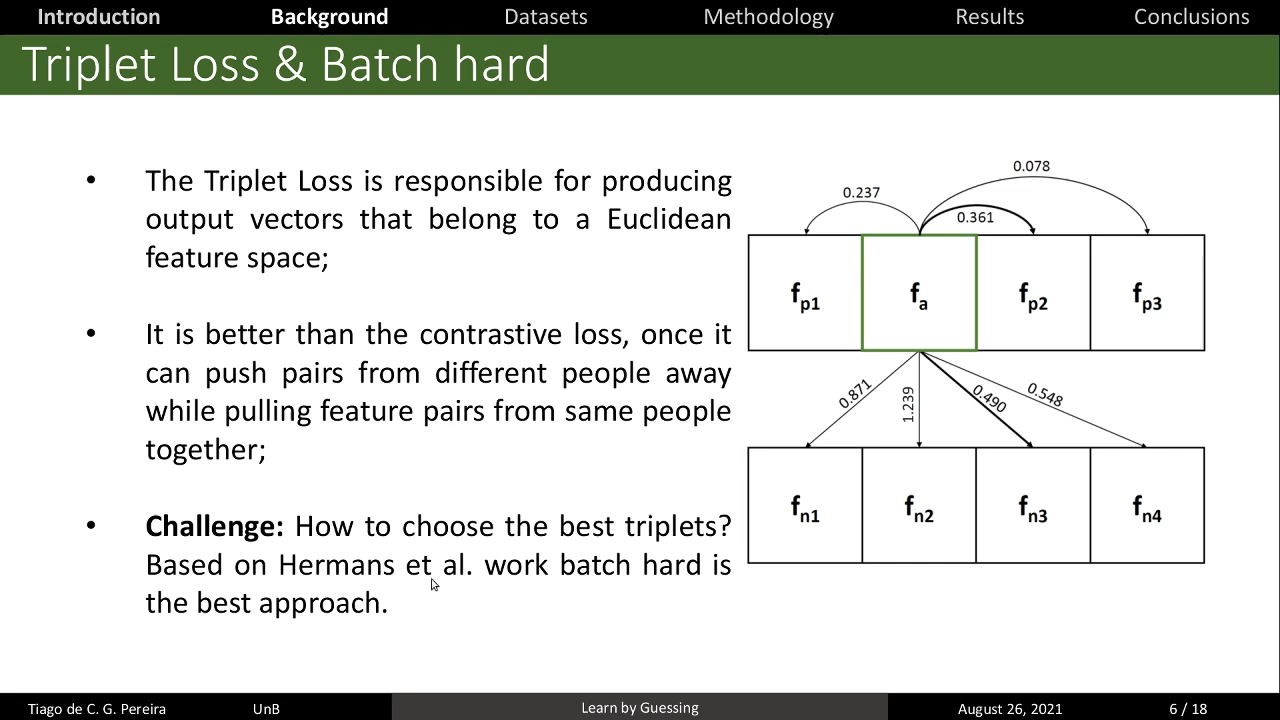 Introduction Background Datasets Methodology Results Conclusions
Triplet Loss & Batch hard
• The Triplet Loss is responsible for producing
output vectors that belong to a Euclidean
feature space;
• It is better than the contrastive loss, once it
can push pairs from different people away
while pulling feature pairs from same people
together;
• Challenge: How to choose the best triplets?
Based on Hermans et al. work batch hard is
the best approach.
0.078
0.237
0.361
fp1 fa fp2 fp3
0.871 1.239 0.490 0.548
fn1 fn2 fn3 fn4
Tiago de C. G. Pereira UnB Learn by Guessing August 26, 2021 6 / 18